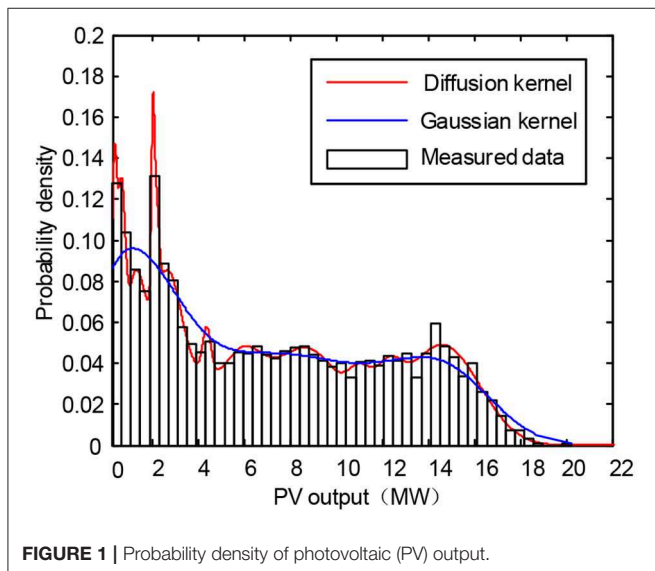 0.2
0.18
0.16
0.14
0.12
0.10
0.08
0.06
0.04
0.02
0
Probability density
Diffusion kernel
Gaussian kernel
Measured data
0 2 4 6 8 10 12 14 16 18 20 22
PV output（MW）
FIGURE 1 | Probability density of photovoltaic (PV) output.